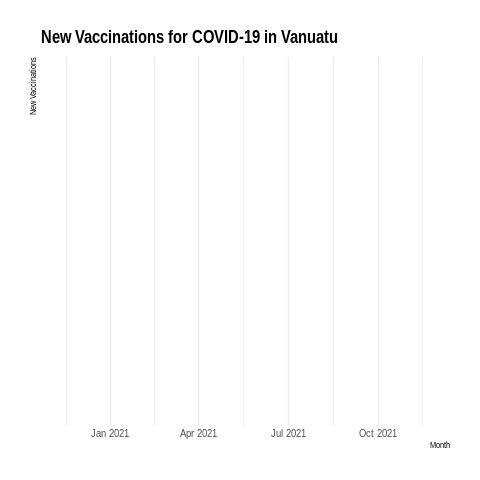 New Vaccinations for COVID-19 in Vanuatu
New Vaccinations
Jan 2021
Apr 2021
Jul 2021
Oct 2021
Month